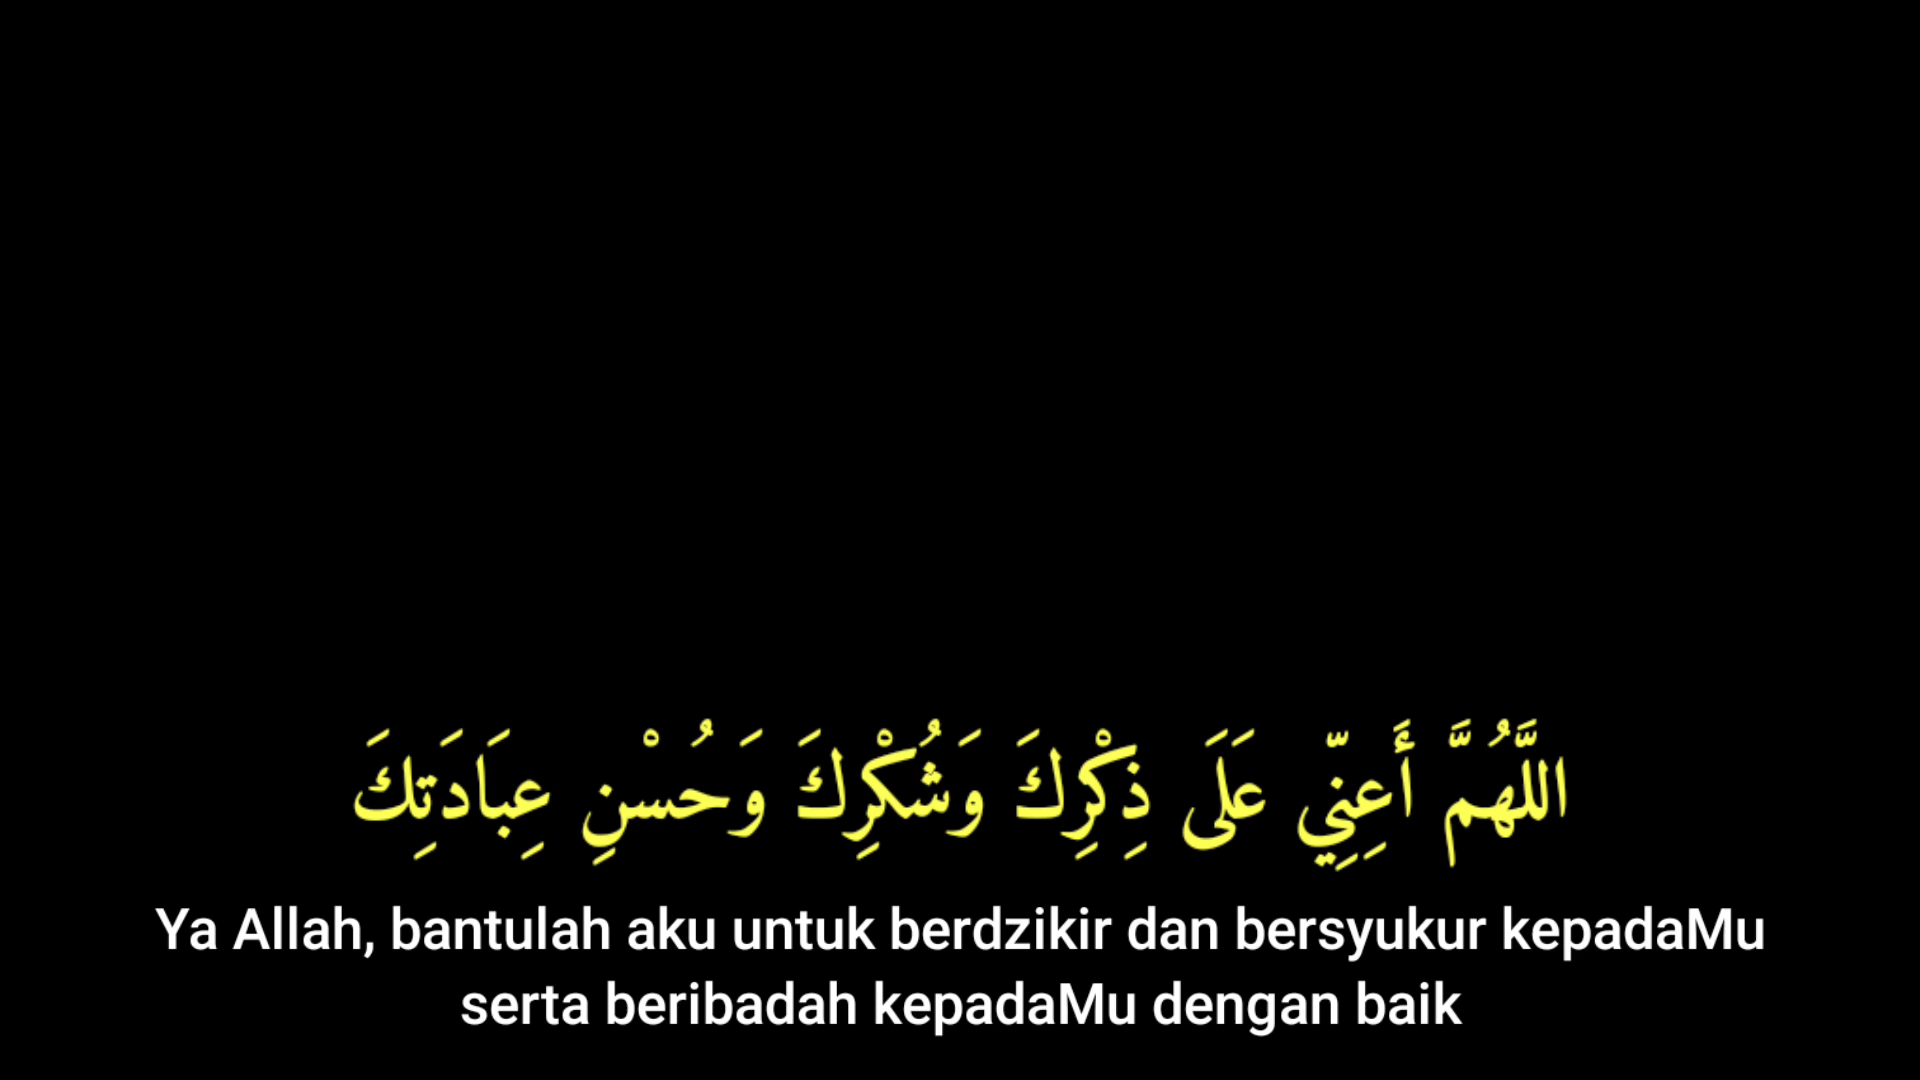 اللَّهُمَّ أَعِنِّي عَلَى ذِكْرِكَ وَشُكْرِكَ وَحُسْنِ عِبَادَتِكَ
Ya Allah, bantulah aku untuk berdzikir dan bersyukur kepadaMu
serta beribadah kepadaMu dengan baik